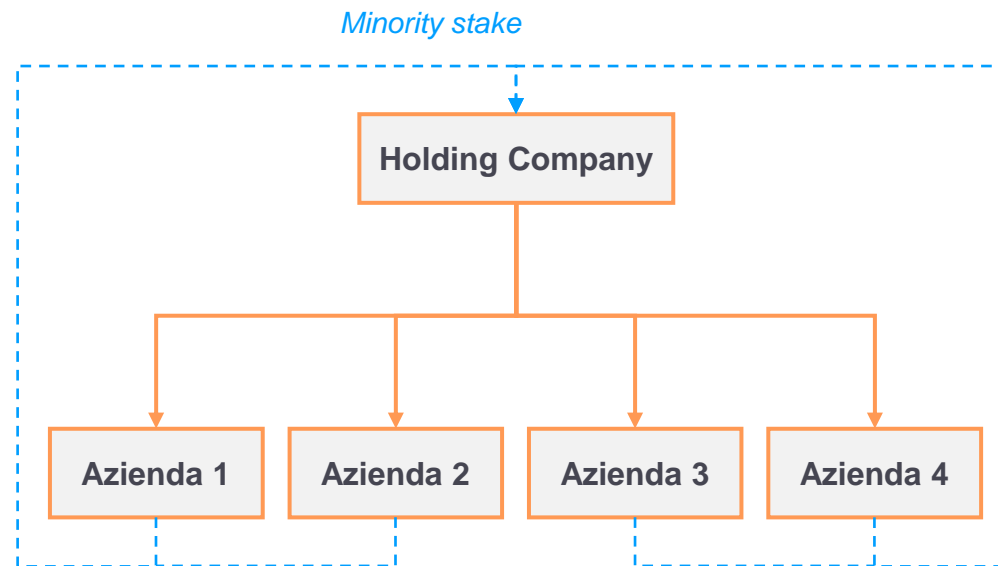 Minority stake
Holding Company
Azienda 1
Azienda 2
Azienda 3
Azienda 4